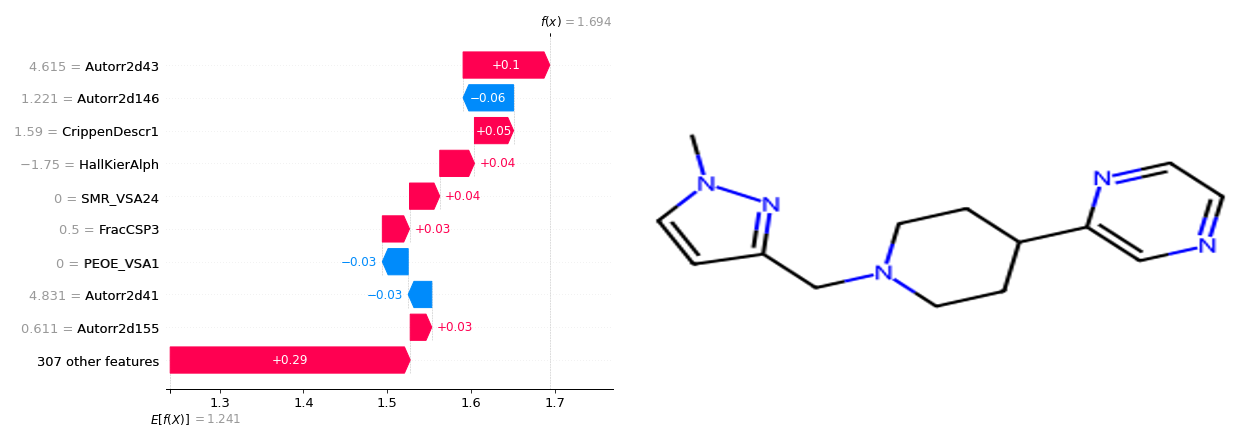 f(x) = 1.694
4.615 = Autorr2d43
+0.1
1.221 = Autorr2d146
−0.06
1.59 = CrippenDescr1
+0.05
−1.75 = HallKierAlph
+0.04
0 = SMR_VSA24
+0.04
0.5 = FracCSP3
+0.03
0 = PEOE_VSA1
−0.03
4.831 = Autorr2d41
−0.03
0.611 = Autorr2d155
+0.03
307 other features
+0.29
1.3 1.4 1.5 1.6 1.7
E[f(X)] = 1.241
N
N
N
N
N